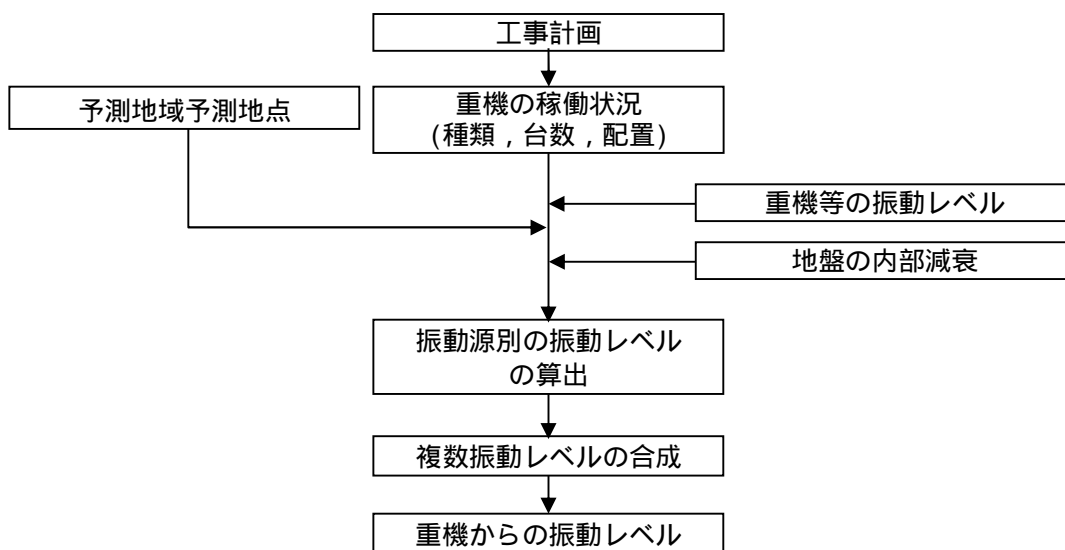 工事計画
予測地域予測地点
重機の稼働状況
(種類,台数,配置)
重機等の振動レベル
地盤の内部減衰
振動源別の振動レベル
の算出
複数振動レベルの合成
重機からの振動レベル